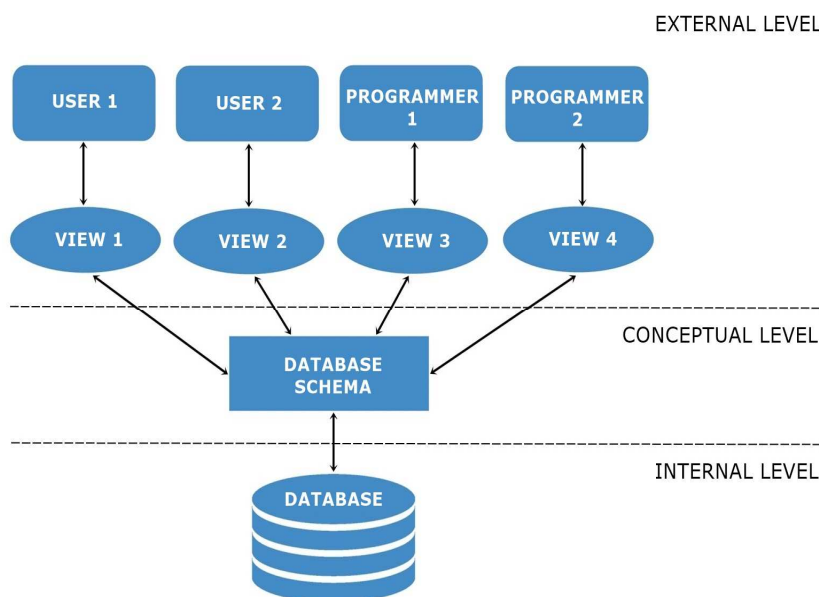 EXTERNAL LEVEL
USER 1
USER 2
PROGRAMMER
1
PROGRAMMER
2
VIEW 1
VIEW 2
VIEW 3
VIEW 4
CONCEPTUAL LEVEL
DATABASE
SCHEMA
INTERNAL LEVEL
DATABASE